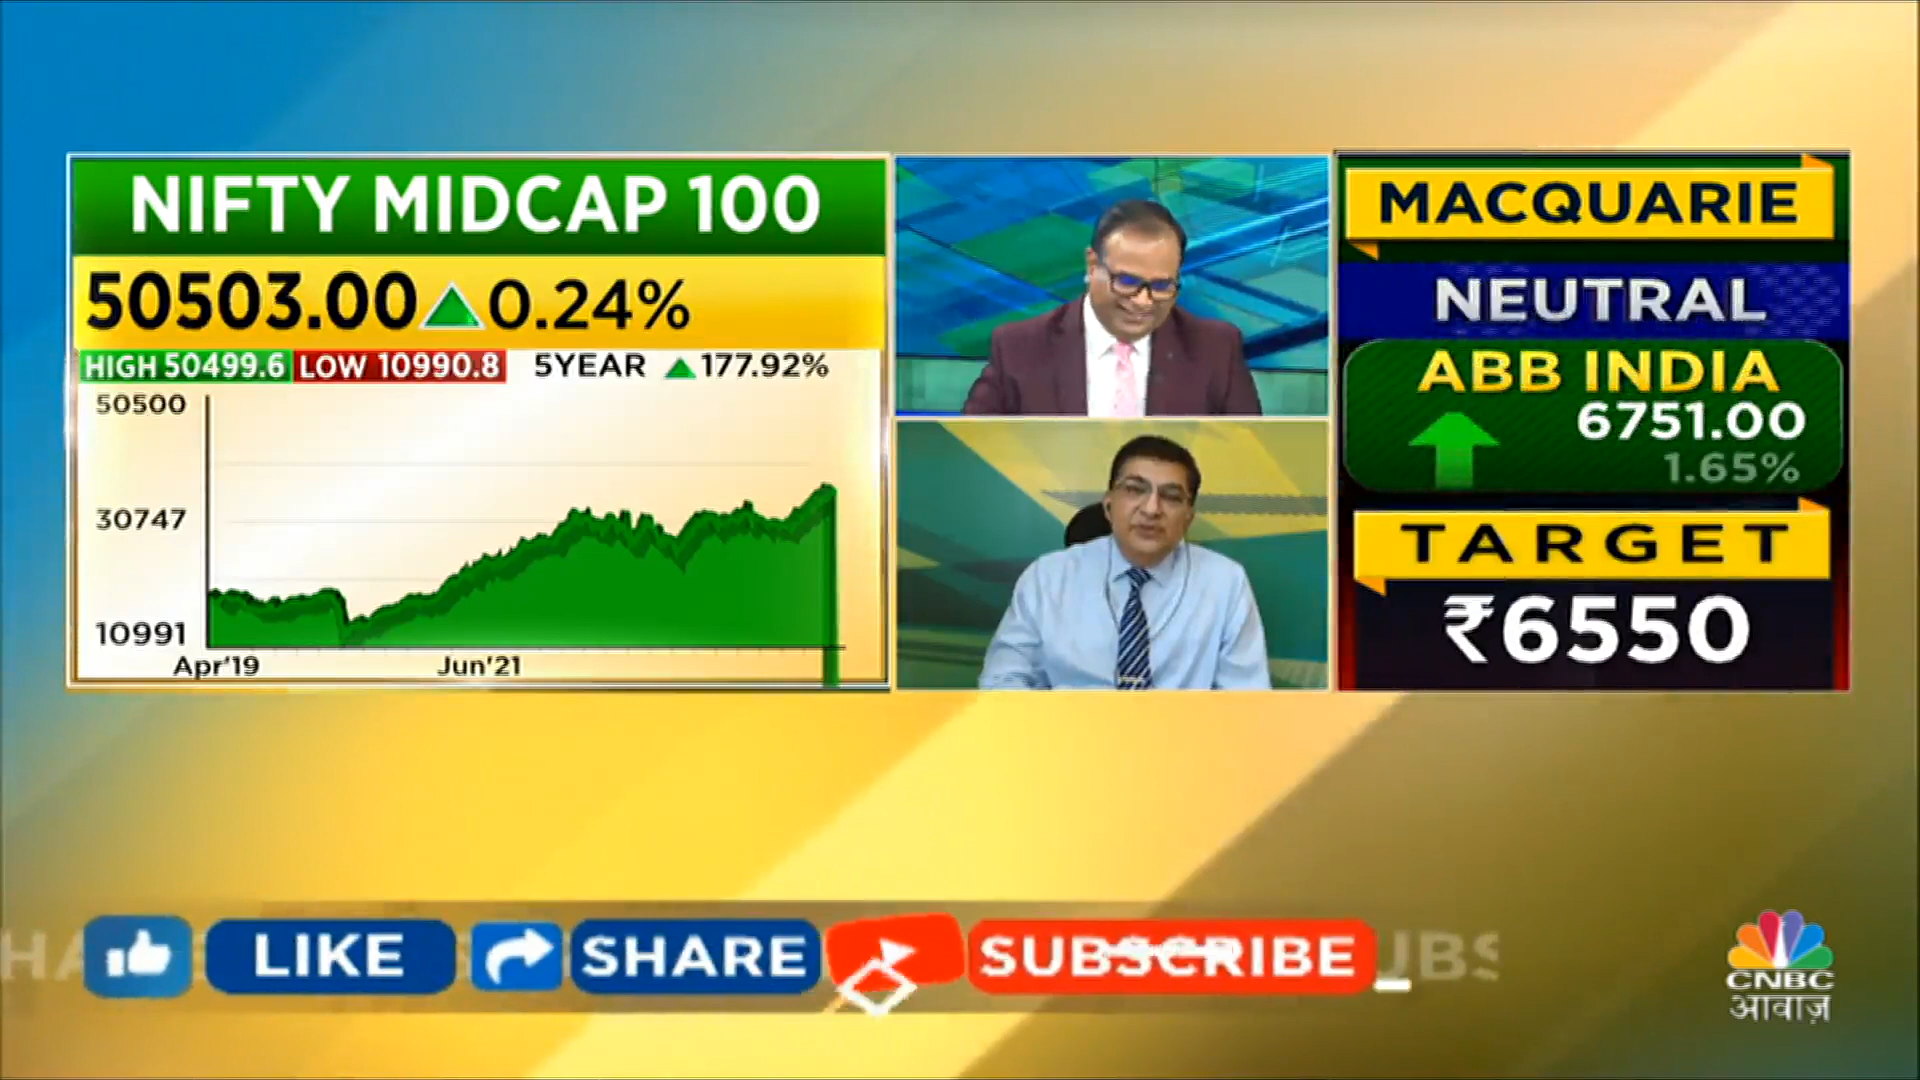 NIFTY MIDCAP 100
50503.00 ▲ 0.24%
HIGH 50499.6 LOW 10990.8 5YEAR ▲ 177.92%
50500
30747
10991
Apr'19 Jun'21
MACQUARIE
NEUTRAL
ABB INDIA
6751.00
1.65%
TARGET
₹6550
LIKE SHARE SUBSCRIBE
CNBC
आवाज़